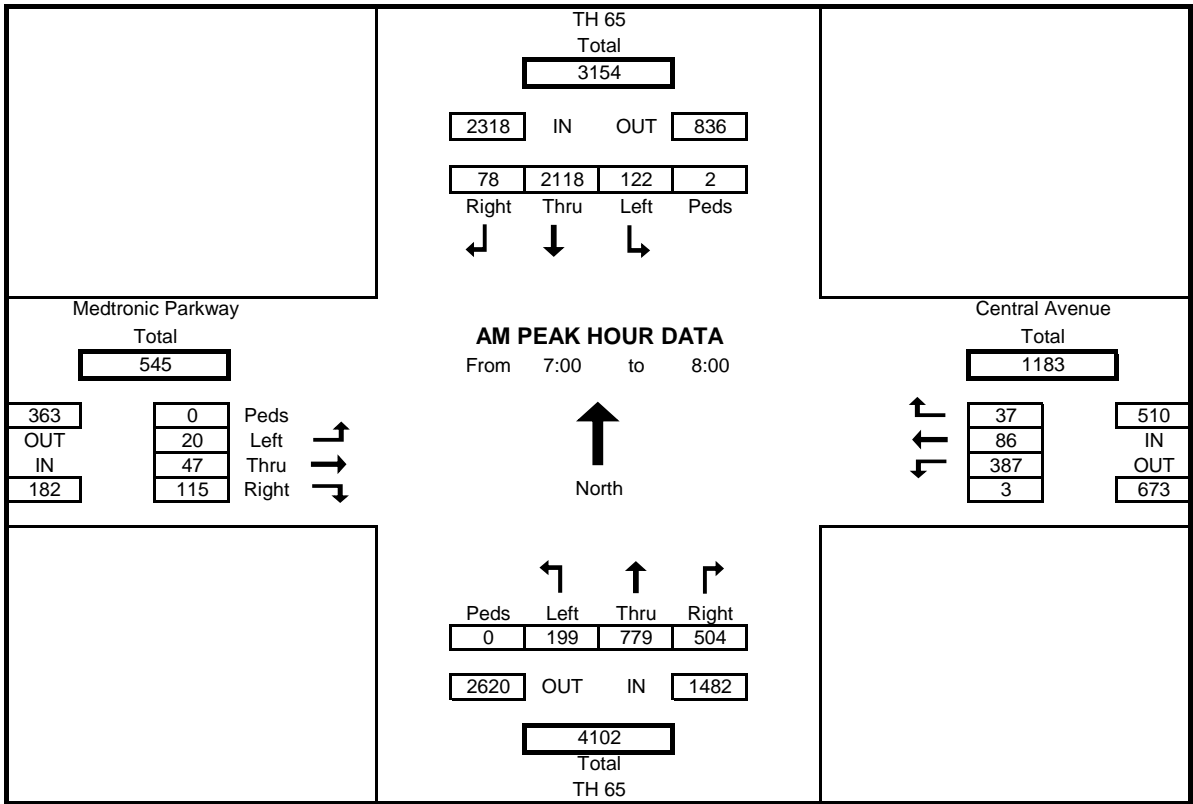 TH 65
Total
3154
2318 IN OUT 836
78 2118 122 2
Right Thru Left Peds
Medtronic Parkway
Total
545
363
OUT
IN
182
0 Peds
20 Left
47 Thru
115 Right
AM PEAK HOUR DATA
From 7:00 to 8:00
North
Central Avenue
Total
1183
37
86
387
3
510
IN
OUT
673
Peds Left Thru Right
0 199 779 504
2620 OUT IN 1482
4102
Total
TH 65